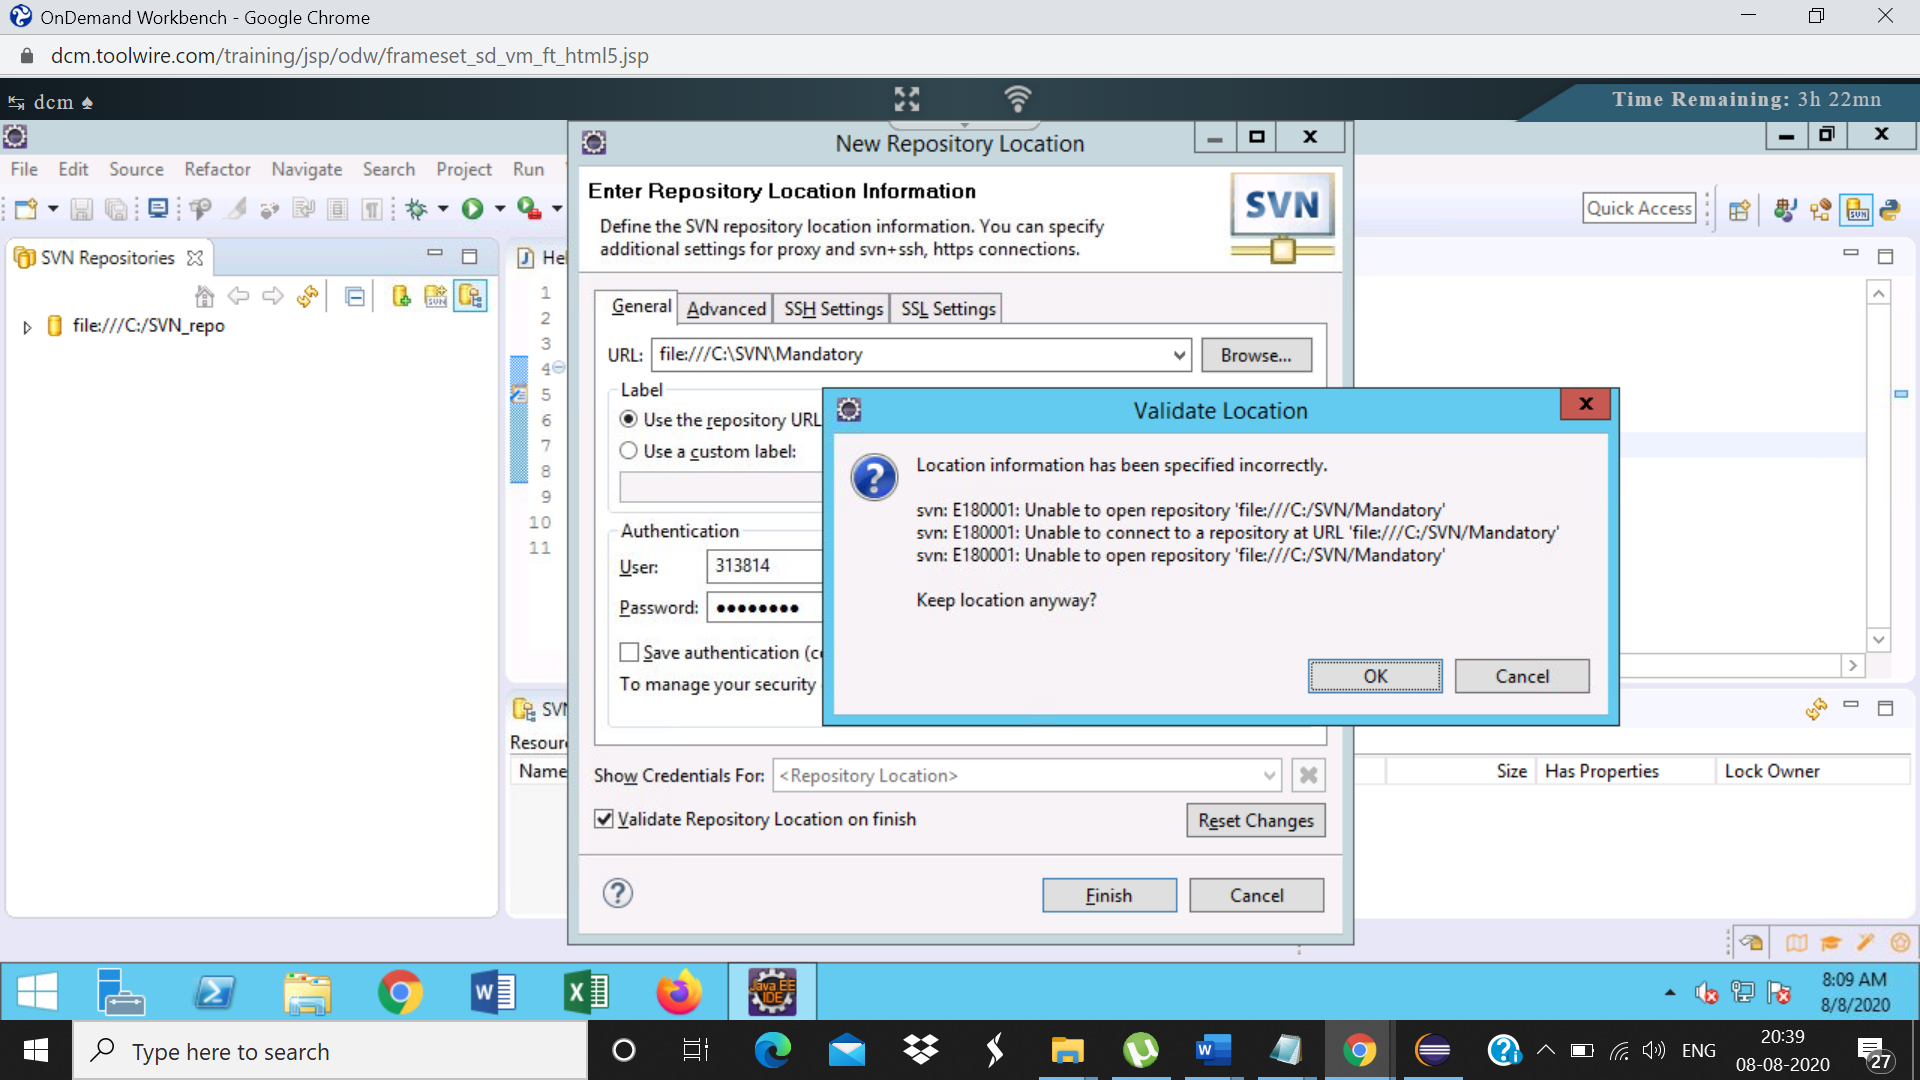 OnDemand Workbench - Google Chrome
dcm.toolwire.com/training/jsp/odw/frameset_sd_vm_ft_html5.jsp
dcm
Time Remaining: 3h 22mn
New Repository Location
File Edit Source Refactor Navigate Search Project Run
Enter Repository Location Information
Define the SVN repository location information. You can specify
additional settings for proxy and svn+ssh, https connections.
SVN
Quick Access
SVN Repositories
file:///C:/SVN_repo
Hel
1
2
3
4
5
6
7
8
9
10
11
General Advanced SSH Settings SSL Settings
URL: file:///C:\SVN\Mandatory Browse...
Label
Use the repository URL
Use a custom label:
Authentication
User: 313814
Password: ●●●●●●●●
Save authentication (c
To manage your security
Validate Location
Location information has been specified incorrectly.
svn: E180001: Unable to open repository 'file:///C:/SVN/Mandatory'
svn: E180001: Unable to connect to a repository at URL 'file:///C:/SVN/Mandatory'
svn: E180001: Unable to open repository 'file:///C:/SVN/Mandatory'
Keep location anyway?
OK Cancel
SVN
Resour
Name Size Has Properties Lock Owner
Show Credentials For: <Repository Location>
Validate Repository Location on finish Reset Changes
Finish Cancel
Java EE
IDE
8:09 AM
8/8/2020
Type here to search
ENG
20:39
08-08-2020
27